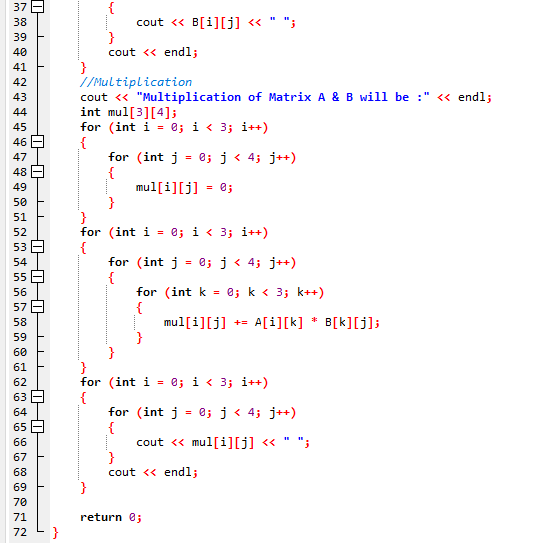 37 {
38 cout << B[i][j] << " ";
39 }
40 cout << endl;
41 }
42 //Multiplication
43 cout << "Multiplication of Matrix A & B will be :" << endl;
44 int mul[3][4];
45 for (int i = 0; i < 3; i++)
46 {
47 for (int j = 0; j < 4; j++)
48 {
49 mul[i][j] = 0;
50 }
51 }
52 for (int i = 0; i < 3; i++)
53 {
54 for (int j = 0; j < 4; j++)
55 {
56 for (int k = 0; k < 3; k++)
57 {
58 mul[i][j] += A[i][k] * B[k][j];
59 }
60 }
61 }
62 for (int i = 0; i < 3; i++)
63 {
64 for (int j = 0; j < 4; j++)
65 {
66 cout << mul[i][j] << " ";
67 }
68 cout << endl;
69 }
70
71 return 0;
72 }